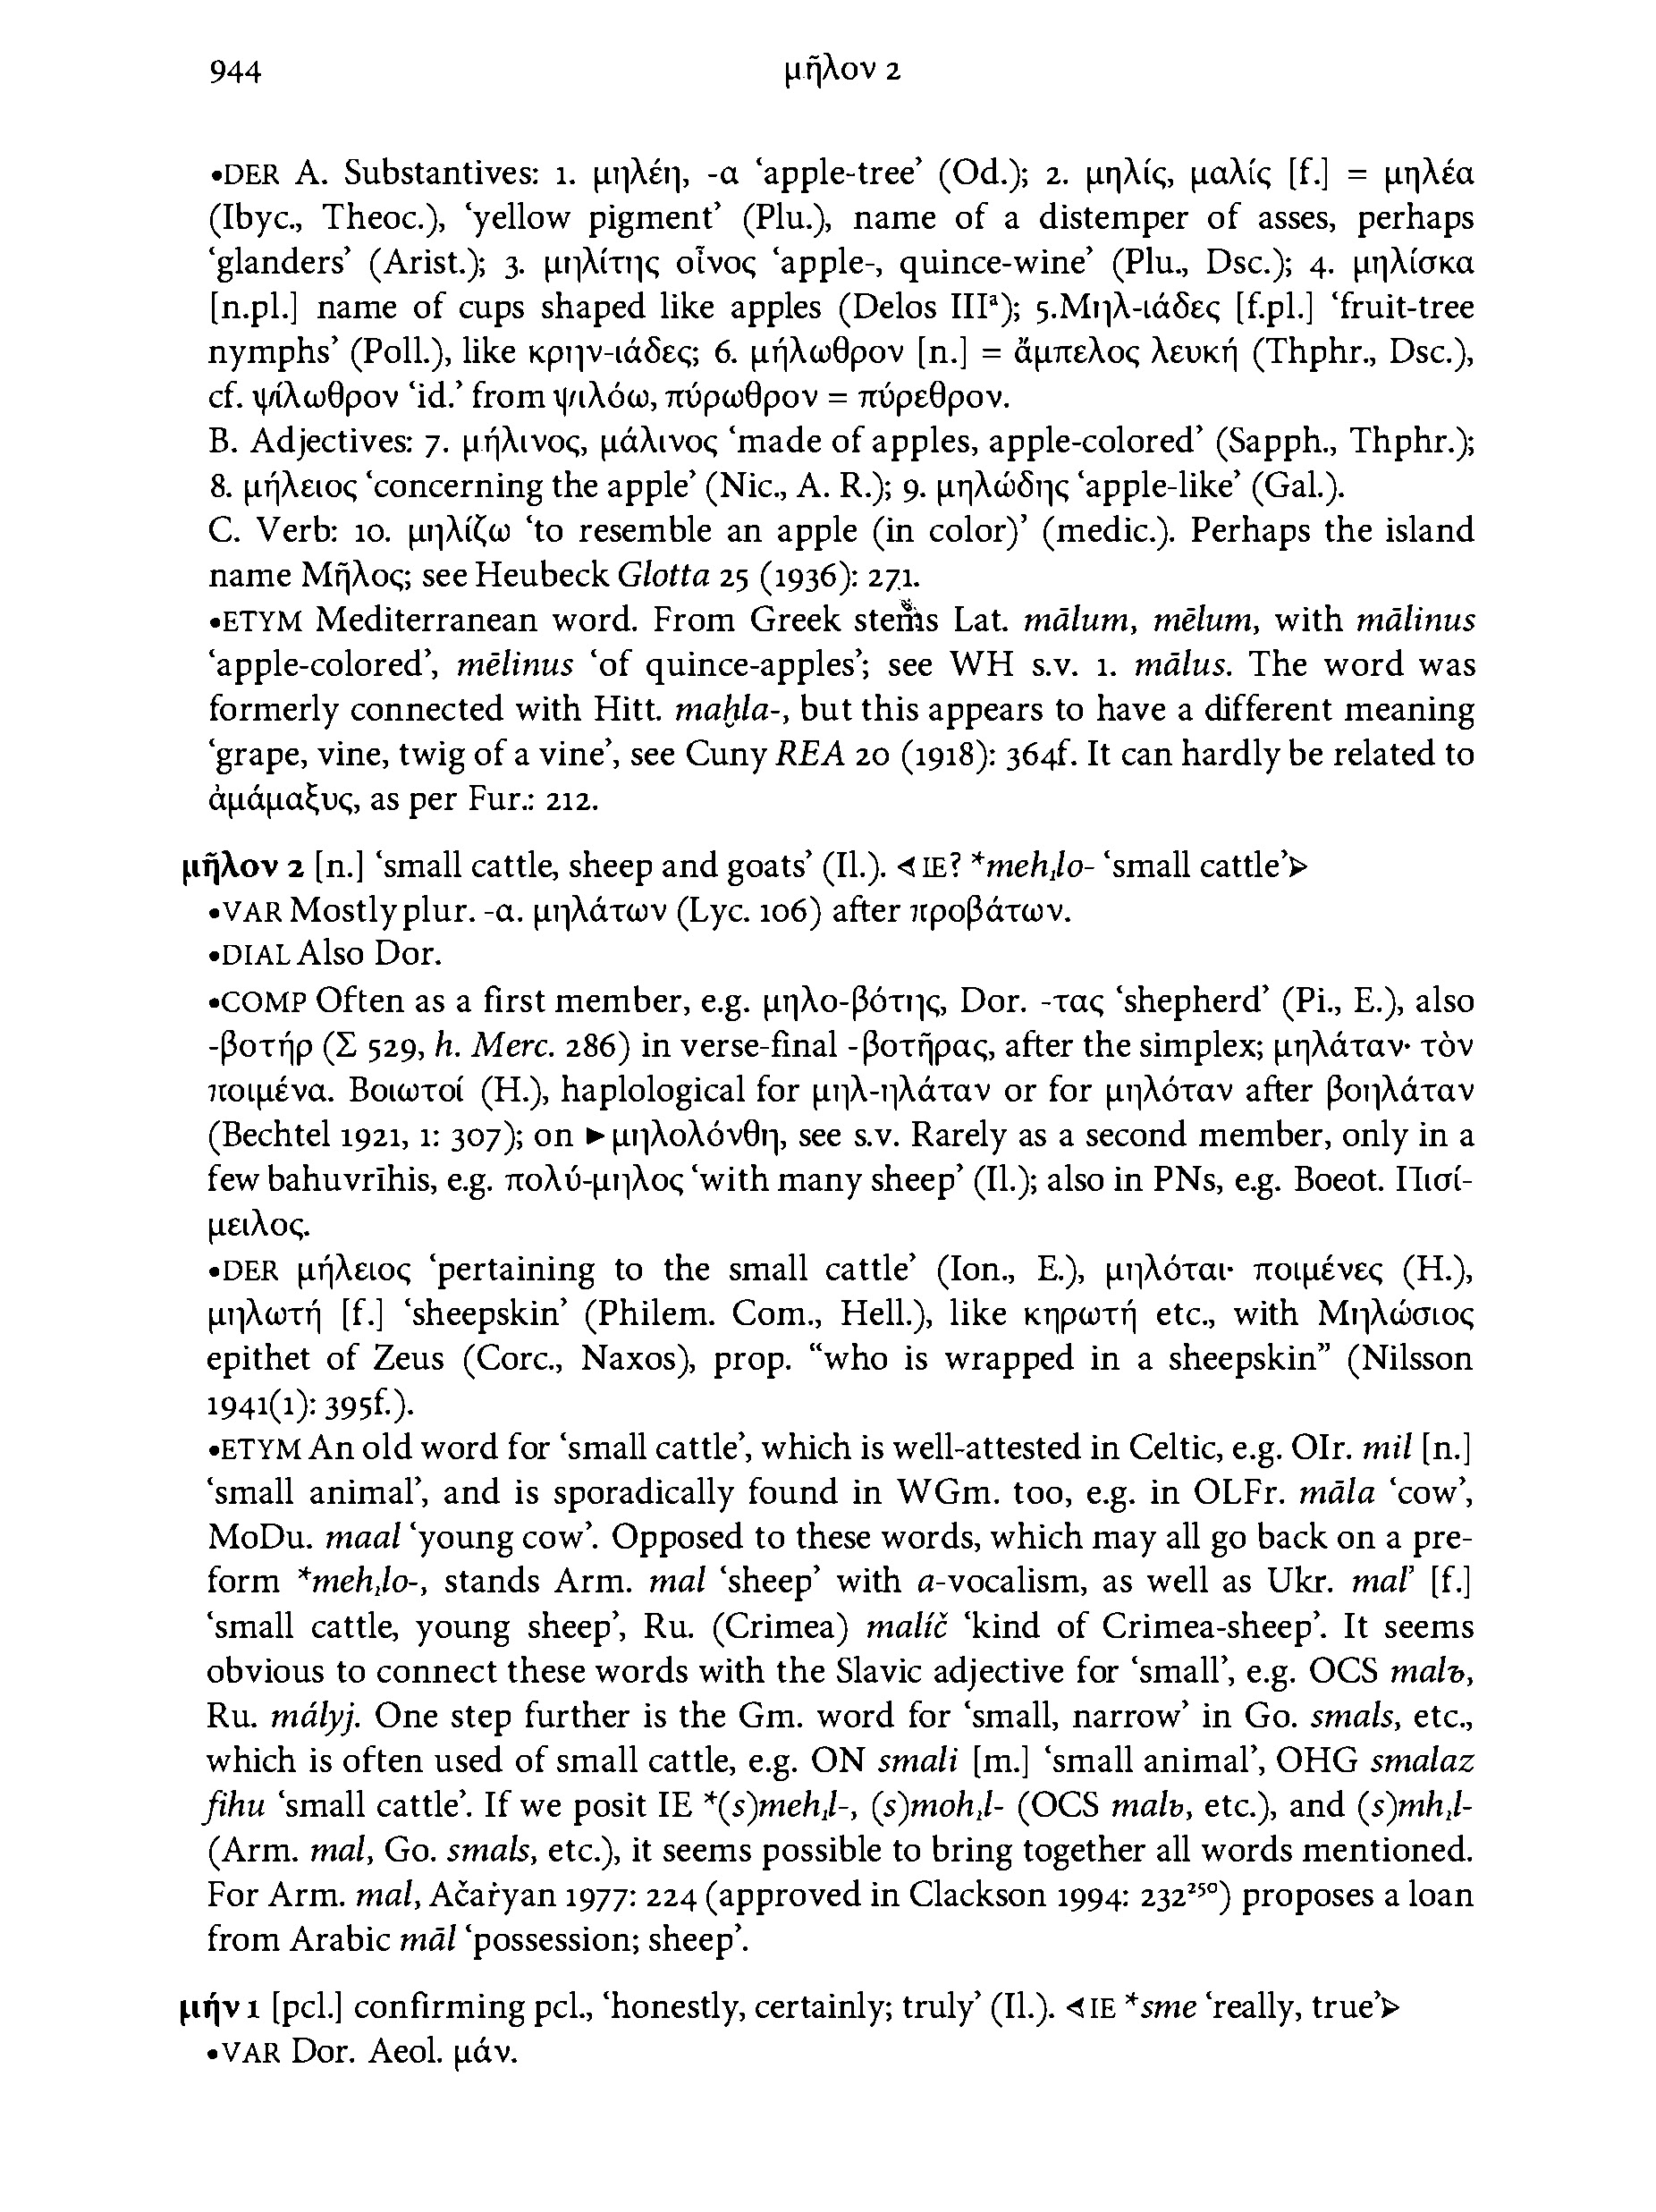 944 μῆλον 2
•DER A. Substantives: 1. μηλέη, -α ‘apple-tree’ (Od.); 2. μηλίς, μαλίς [f.] = μηλέα
(Ibyc., Theoc.), ‘yellow pigment’ (Plu.), name of a distemper of asses, perhaps
‘glanders’ (Arist.); 3. μηλίτης οἶνος ‘apple-, quince-wine’ (Plu., Dsc.); 4. μηλίσκα
[n.pl.] name of cups shaped like apples (Delos IIIᵃ); 5.Μηλ-ιάδες [f.pl.] ‘fruit-tree
nymphs’ (Poll.), like κρην-ιάδες; 6. μήλωθρον [n.] = ἄμπελος λευκή (Thphr., Dsc.),
cf. ψίλωθρον ‘id.’ from ψιλόω, πύρωθρον = πύρεθρον.
B. Adjectives: 7. μήλινος, μάλινος ‘made of apples, apple-colored’ (Sapph., Thphr.);
8. μήλειος ‘concerning the apple’ (Nic., A. R.); 9. μηλώδης ‘apple-like’ (Gal.).
C. Verb: 10. μηλίζω ‘to resemble an apple (in color)’ (medic.). Perhaps the island
name Μῆλος; see Heubeck Glotta 25 (1936): 271.
•ETYM Mediterranean word. From Greek stems Lat. mālum, mēlum, with mālinus
‘apple-colored’, mēlinus ‘of quince-apples’; see WH s.v. 1. mālus. The word was
formerly connected with Hitt. maḫla-, but this appears to have a different meaning
‘grape, vine, twig of a vine’, see Cuny REA 20 (1918): 364f. It can hardly be related to
ἁμάμαξυς, as per Fur.: 212.
μῆλον 2 [n.] ‘small cattle, sheep and goats’ (Il.). ⊲ IE? *meh₁lo- ‘small cattle’⊳
•VAR Mostly plur. -α. μηλάτων (Lyc. 106) after προβάτων.
•DIAL Also Dor.
•COMP Often as a first member, e.g. μηλο-βότης, Dor. -τας ‘shepherd’ (Pi., E.), also
-βοτήρ (Σ 529, h. Merc. 286) in verse-final -βοτῆρας, after the simplex; μηλάταν· τὸν
ποιμένα. Βοιωτοί (H.), haplological for μηλ-ηλάταν or for μηλόταν after βοηλάταν
(Bechtel 1921, 1: 307); on ►μηλολόνθη, see s.v. Rarely as a second member, only in a
few bahuvrīhis, e.g. πολύ-μηλος ‘with many sheep’ (Il.); also in PNs, e.g. Boeot. Πισί-
μειλος.
•DER μήλειος ‘pertaining to the small cattle’ (Ion., E.), μηλόται· ποιμένες (H.),
μηλωτή [f.] ‘sheepskin’ (Philem. Com., Hell.), like κηρωτή etc., with Μηλώσιος
epithet of Zeus (Corc., Naxos), prop. “who is wrapped in a sheepskin” (Nilsson
1941(1): 395f.).
•ETYM An old word for ‘small cattle’, which is well-attested in Celtic, e.g. OIr. míl [n.]
‘small animal’, and is sporadically found in WGm. too, e.g. in OLFr. māla ‘cow’,
MoDu. maal ‘young cow’. Opposed to these words, which may all go back on a pre-
form *meh₁lo-, stands Arm. mal ‘sheep’ with a-vocalism, as well as Ukr. mal’ [f.]
‘small cattle, young sheep’, Ru. (Crimea) malíč ‘kind of Crimea-sheep’. It seems
obvious to connect these words with the Slavic adjective for ‘small’, e.g. OCS malъ,
Ru. mályj. One step further is the Gm. word for ‘small, narrow’ in Go. smals, etc.,
which is often used of small cattle, e.g. ON smali [m.] ‘small animal’, OHG smalaz
fihu ‘small cattle’. If we posit IE *(s)meh₁l-, (s)moh₁l- (OCS malъ, etc.), and (s)mh₁l-
(Arm. mal, Go. smals, etc.), it seems possible to bring together all words mentioned.
For Arm. mal, Ačaṙyan 1977: 224 (approved in Clackson 1994: 232²⁵⁰) proposes a loan
from Arabic māl ‘possession; sheep’.
μήν 1 [pcl.] confirming pcl., ‘honestly, certainly; truly’ (Il.). ⊲ IE *sme ‘really, true’⊳
•VAR Dor. Aeol. μάν.